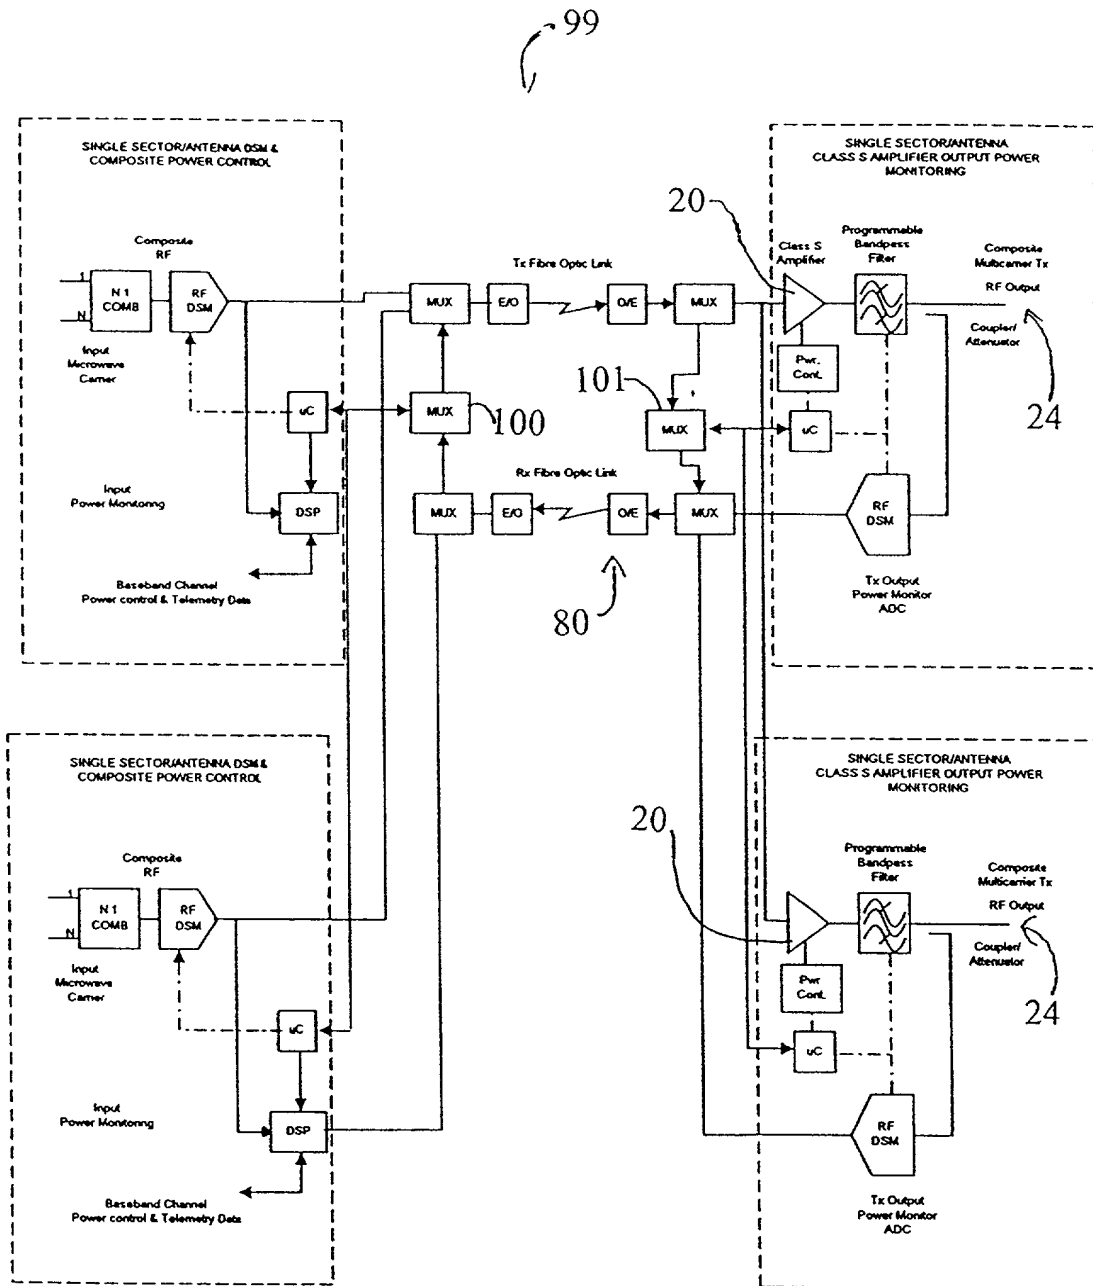 99
SINGLE SECTOR/ANTENNA DSM &
COMPOSITE POWER CONTROL
Composite
RF
1
N
N 1
COMB
RF
DSM
Input
Microwave
Carrier
uC
Input
Power Monitoring
DSP
Baseband Channel
Power control & Telemetry Data
Tx Fibre Optic Link
MUX
E/O
O/E
MUX
MUX
100
101
MUX
Rx Fibre Optic Link
MUX
E/O
O/E
MUX
80
SINGLE SECTOR/ANTENNA
CLASS S AMPLIFIER OUTPUT POWER
MONITORING
20
Class S
Amplifier
Programmable
Bandpass
Filter
Composite
Multicarrier Tx
RF Output
Coupler/
Attenuator
24
Pwr.
Cont.
uC
RF
DSM
Tx Output
Power Monitor
ADC
SINGLE SECTOR/ANTENNA DSM &
COMPOSITE POWER CONTROL
Composite
RF
1
N
N 1
COMB
RF
DSM
Input
Microwave
Carrier
uC
Input
Power Monitoring
DSP
Baseband Channel
Power control & Telemetry Data
SINGLE SECTOR/ANTENNA
CLASS S AMPLIFIER OUTPUT POWER
MONITORING
20
Programmable
Bandpass
Filter
Composite
Multicarrier Tx
RF Output
Coupler/
Attenuator
24
Pwr
Cont.
uC
RF
DSM
Tx Output
Power Monitor
ADC